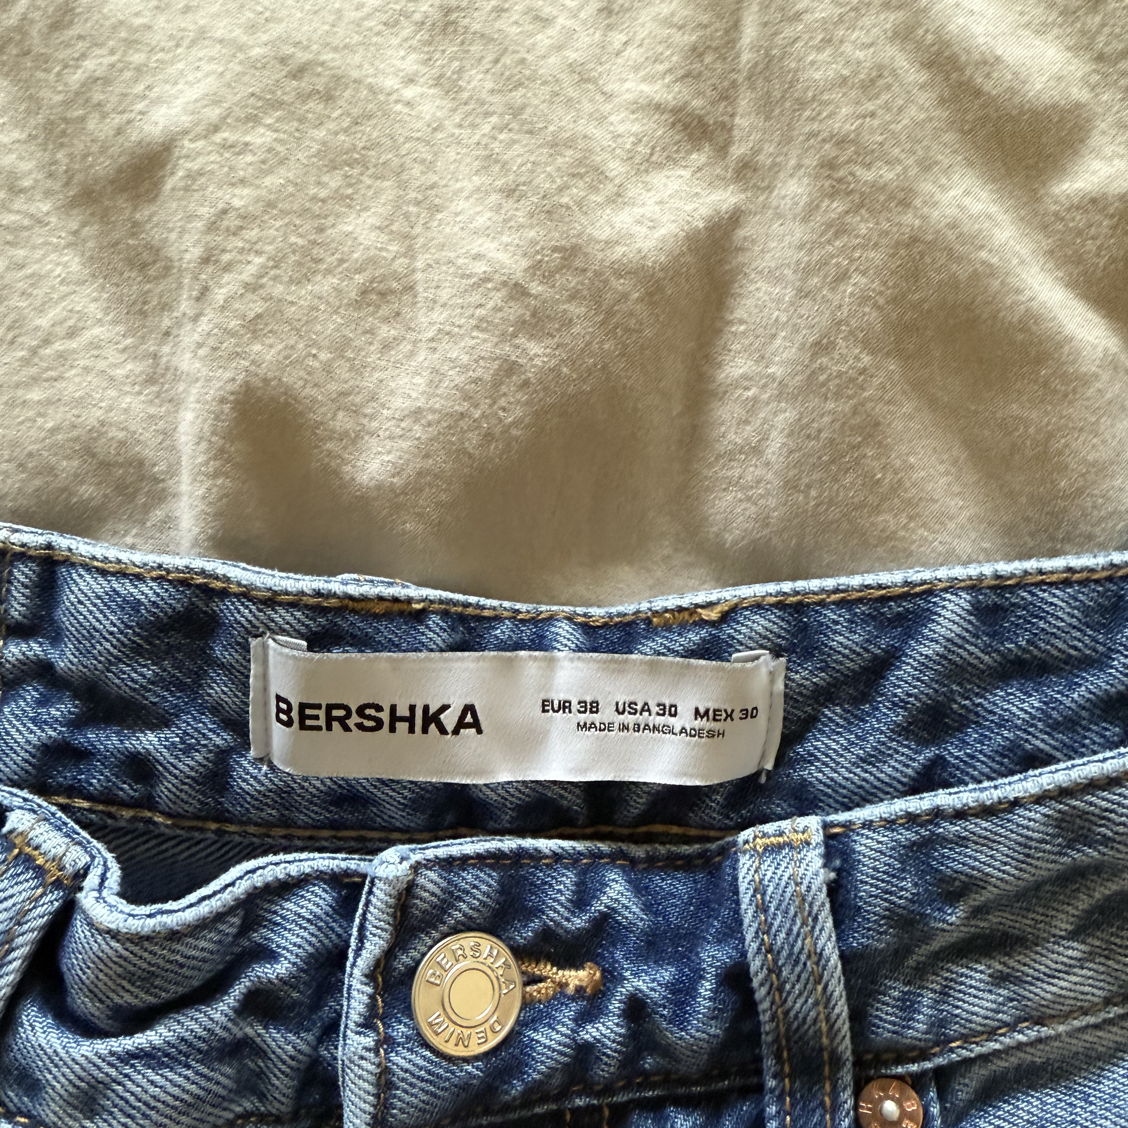 BERSHKA
EUR 38 USA 30 MEX 30
MADE IN BANGLADESH
BERSHKA
DENIM